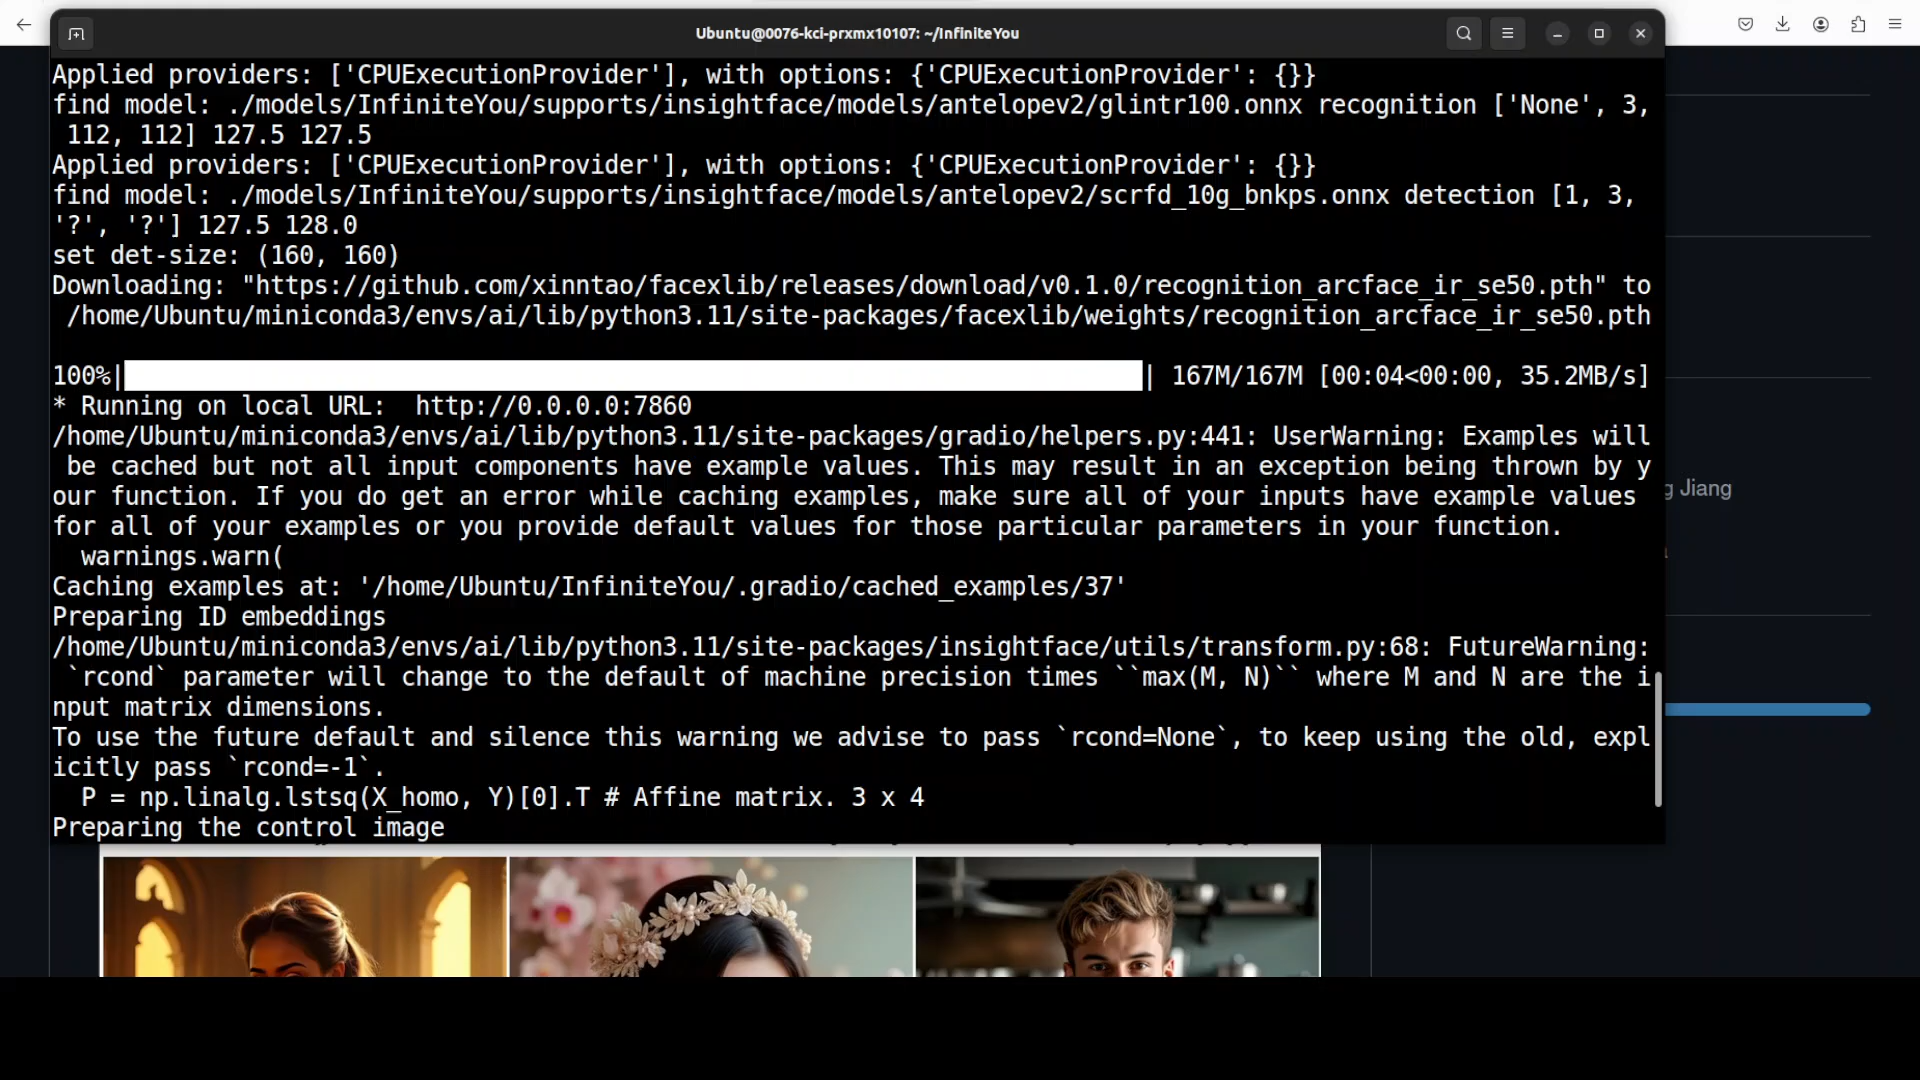 Ubuntu@0076-kci-prxmx10107: ~/InfiniteYou
Applied providers: ['CPUExecutionProvider'], with options: {'CPUExecutionProvider': {}}
find model: ./models/InfiniteYou/supports/insightface/models/antelopev2/glintr100.onnx recognition ['None', 3,
112, 112] 127.5 127.5
Applied providers: ['CPUExecutionProvider'], with options: {'CPUExecutionProvider': {}}
find model: ./models/InfiniteYou/supports/insightface/models/antelopev2/scrfd_10g_bnkps.onnx detection [1, 3,
'?', '?'] 127.5 128.0
set det-size: (160, 160)
Downloading: "https://github.com/xinntao/facexlib/releases/download/v0.1.0/recognition_arcface_ir_se50.pth" to
/home/Ubuntu/miniconda3/envs/ai/lib/python3.11/site-packages/facexlib/weights/recognition_arcface_ir_se50.pth
100%| | 167M/167M [00:04<00:00, 35.2MB/s]
* Running on local URL:  http://0.0.0.0:7860
/home/Ubuntu/miniconda3/envs/ai/lib/python3.11/site-packages/gradio/helpers.py:441: UserWarning: Examples will
be cached but not all input components have example values. This may result in an exception being thrown by y
our function. If you do get an error while caching examples, make sure all of your inputs have example values
for all of your examples or you provide default values for those particular parameters in your function.
warnings.warn(
Caching examples at: '/home/Ubuntu/InfiniteYou/.gradio/cached_examples/37'
Preparing ID embeddings
/home/Ubuntu/miniconda3/envs/ai/lib/python3.11/site-packages/insightface/utils/transform.py:68: FutureWarning:
`rcond` parameter will change to the default of machine precision times ``max(M, N)`` where M and N are the i
nput matrix dimensions.
To use the future default and silence this warning we advise to pass `rcond=None`, to keep using the old, expl
icitly pass `rcond=-1`.
P = np.linalg.lstsq(X_homo, Y)[0].T # Affine matrix. 3 x 4
Preparing the control image
g Jiang